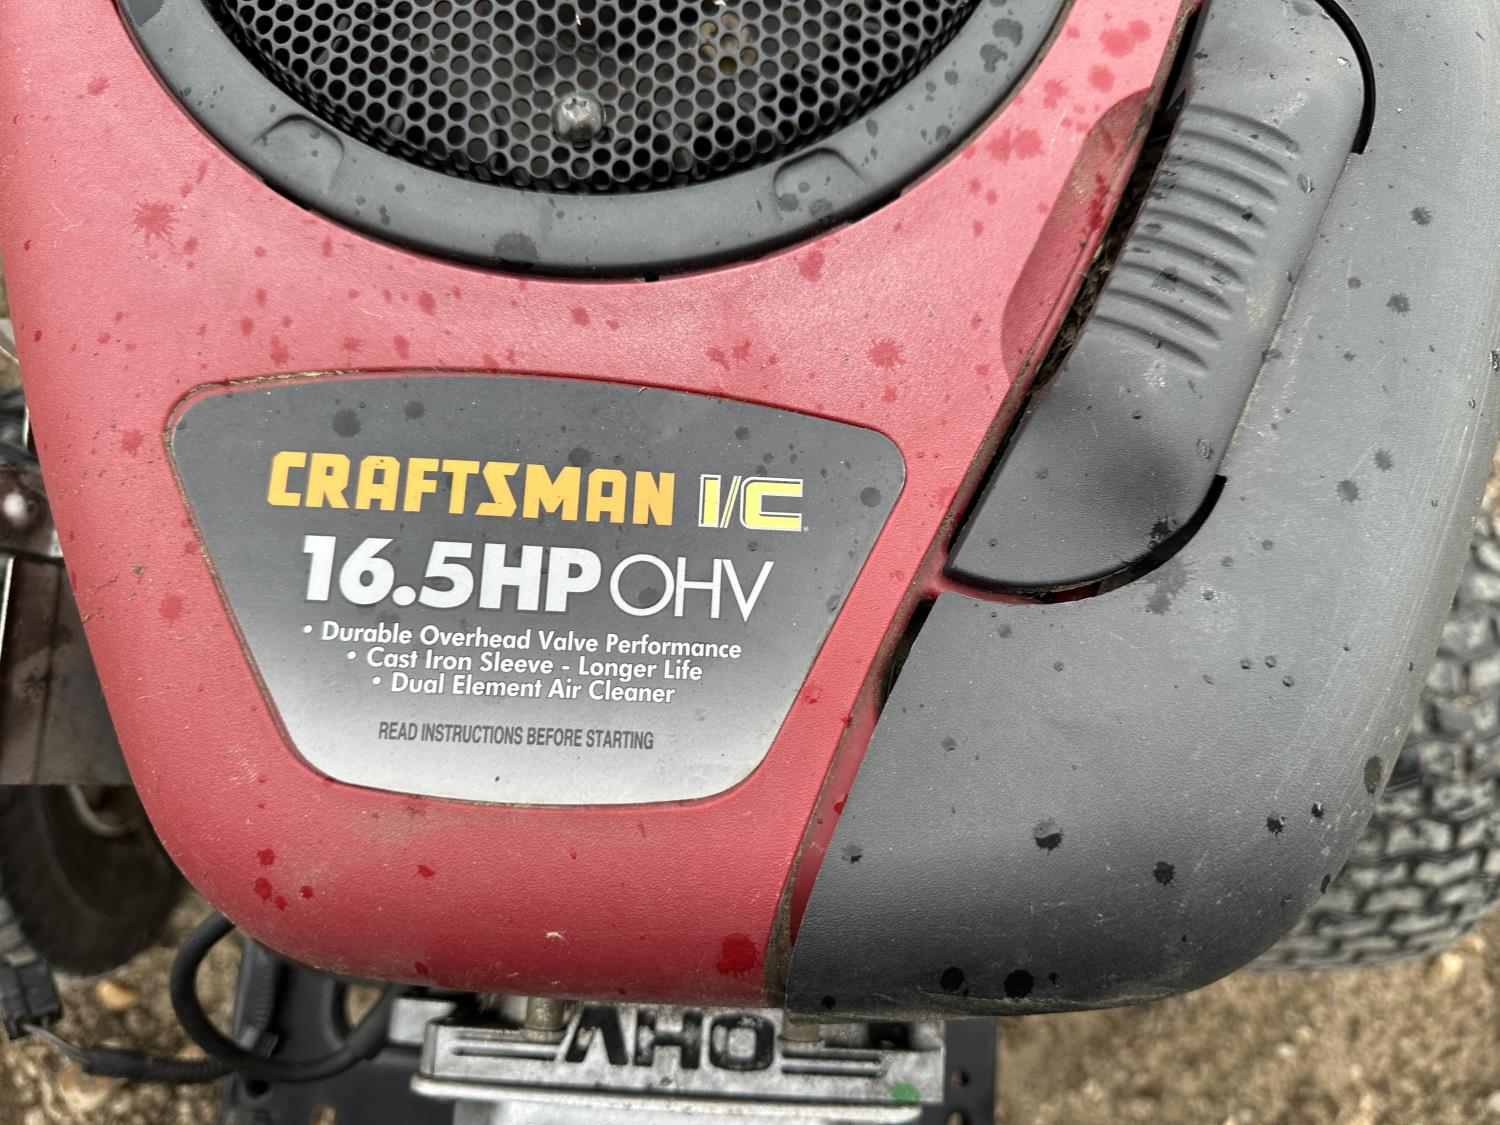 CRAFTSMAN I/C
16.5HP OHV
• Durable Overhead Valve Performance
• Cast Iron Sleeve - Longer Life
• Dual Element Air Cleaner
READ INSTRUCTIONS BEFORE STARTING
OHV